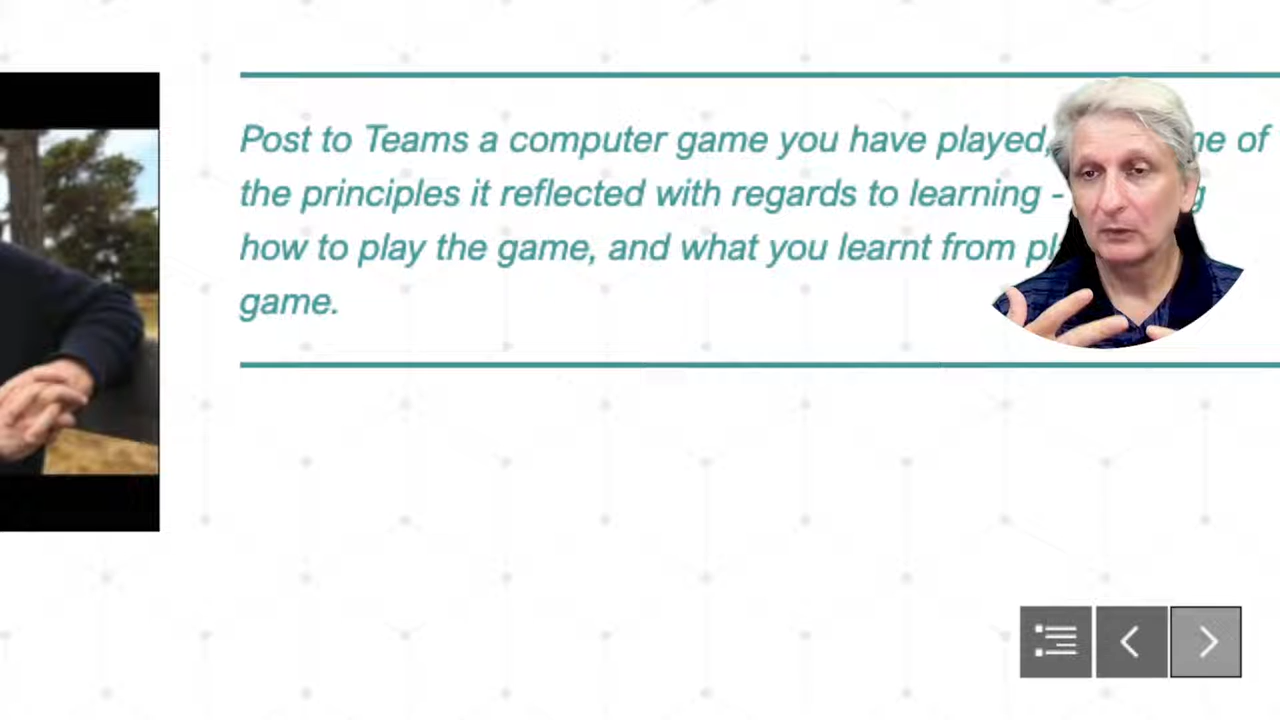 Post to Teams a computer game you have played, of
the principles it reflected with regards to learning -
how to play the game, and what you learnt from
game.